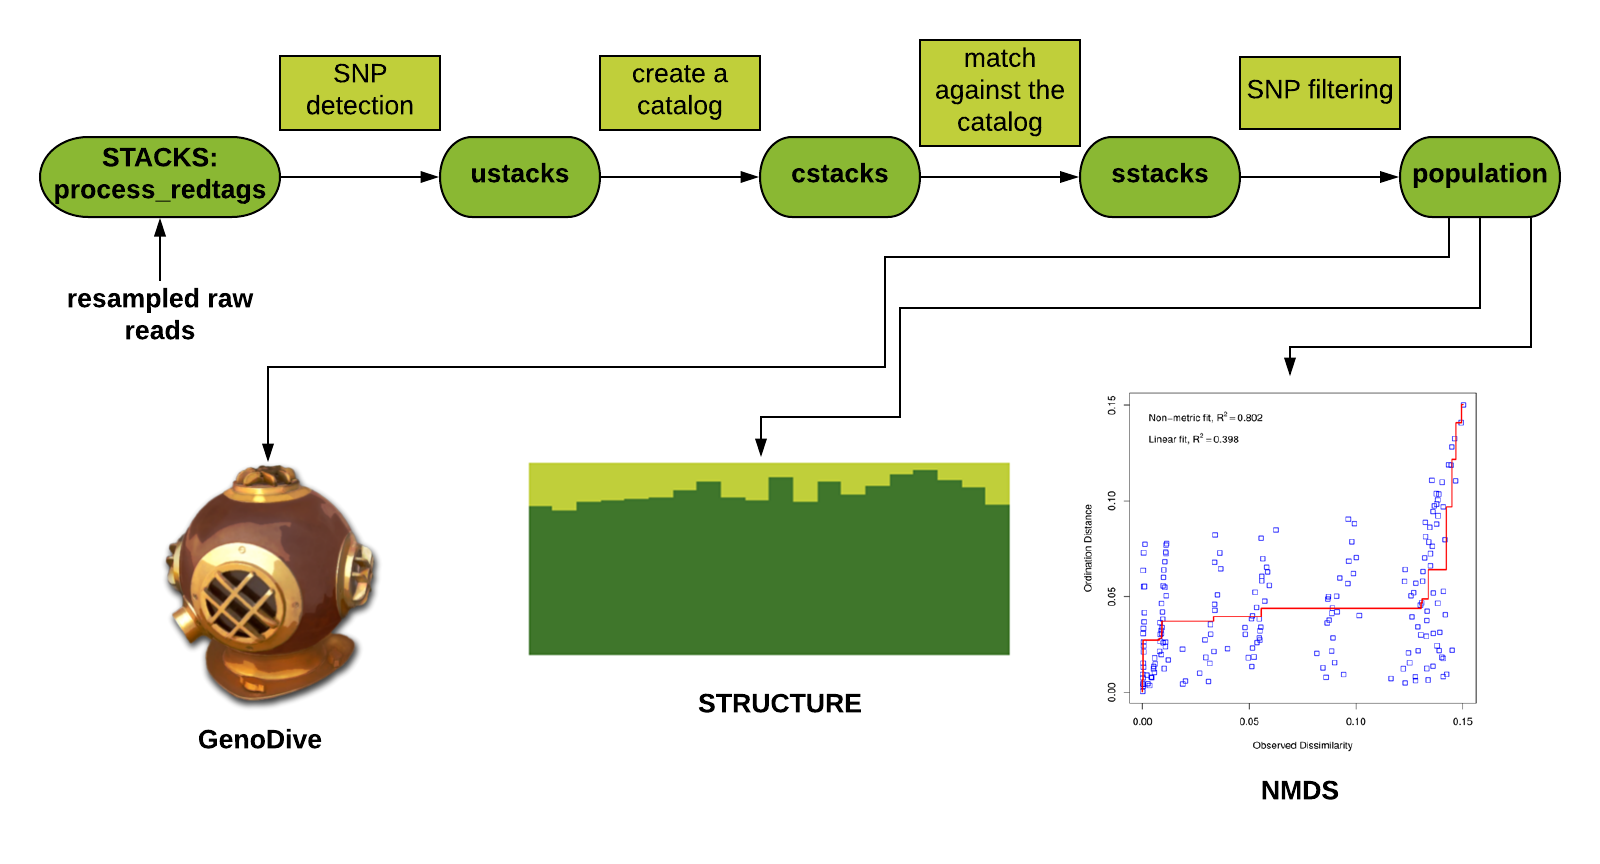 SNP
detection
create a
catalog
match
against the
catalog
SNP filtering
STACKS:
process_redtags
ustacks
cstacks
sstacks
population
resampled raw
reads
GenoDive
STRUCTURE
Non−metric fit, R² = 0.802
Linear fit, R² = 0.398
Ordination Distance
0.15
0.10
0.05
0.00
0.00 0.05 0.10 0.15
Observed Dissimilarity
NMDS